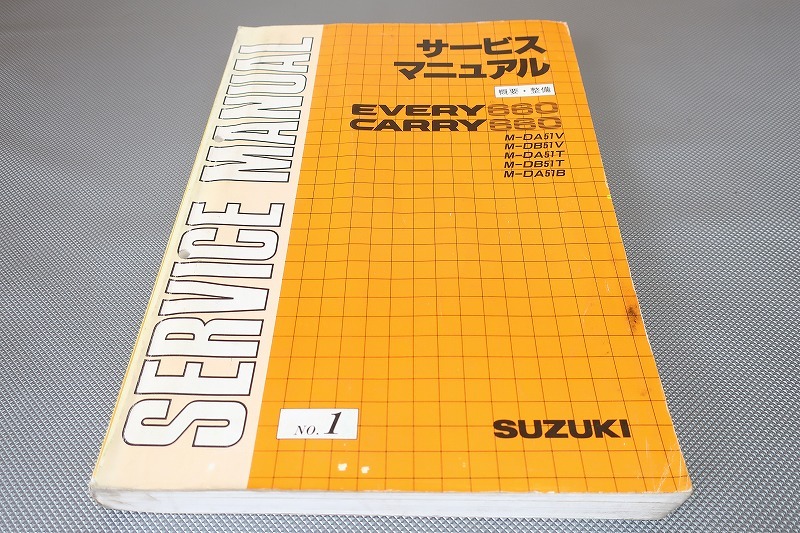 SERVICE MANUAL
サービス
マニュアル
概要・整備
EVERY660
CARRY660
M-DA51V
M-DB51V
M-DA51T
M-DB51T
M-DA51B
NO. 1
SUZUKI